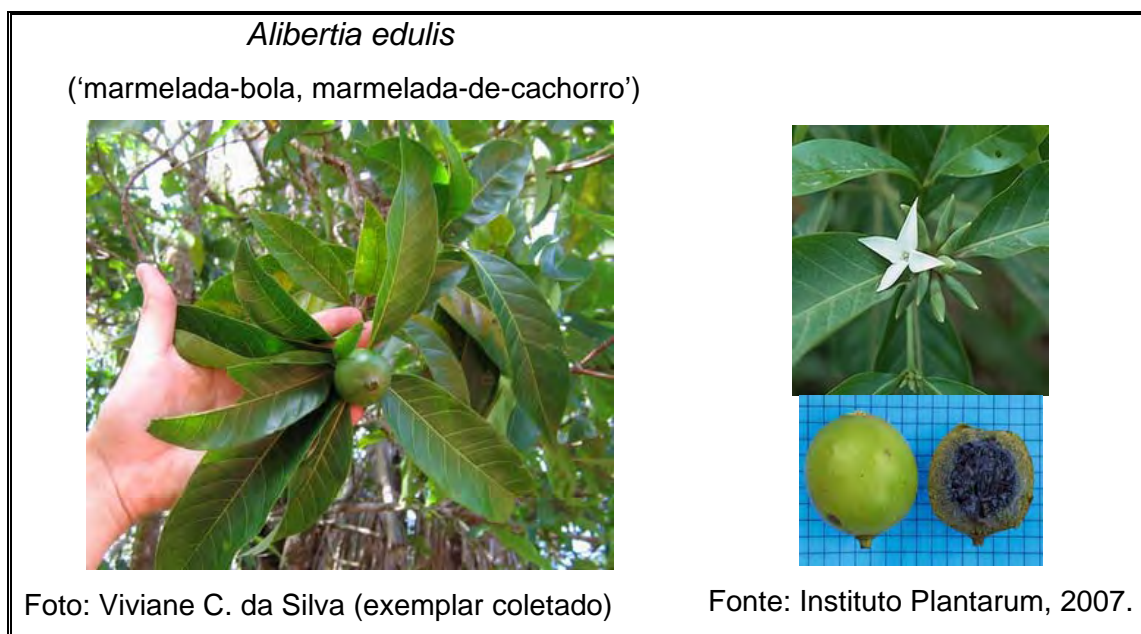 Alibertia edulis
(‘marmelada-bola, marmelada-de-cachorro’)
Foto: Viviane C. da Silva (exemplar coletado)
Fonte: Instituto Plantarum, 2007.